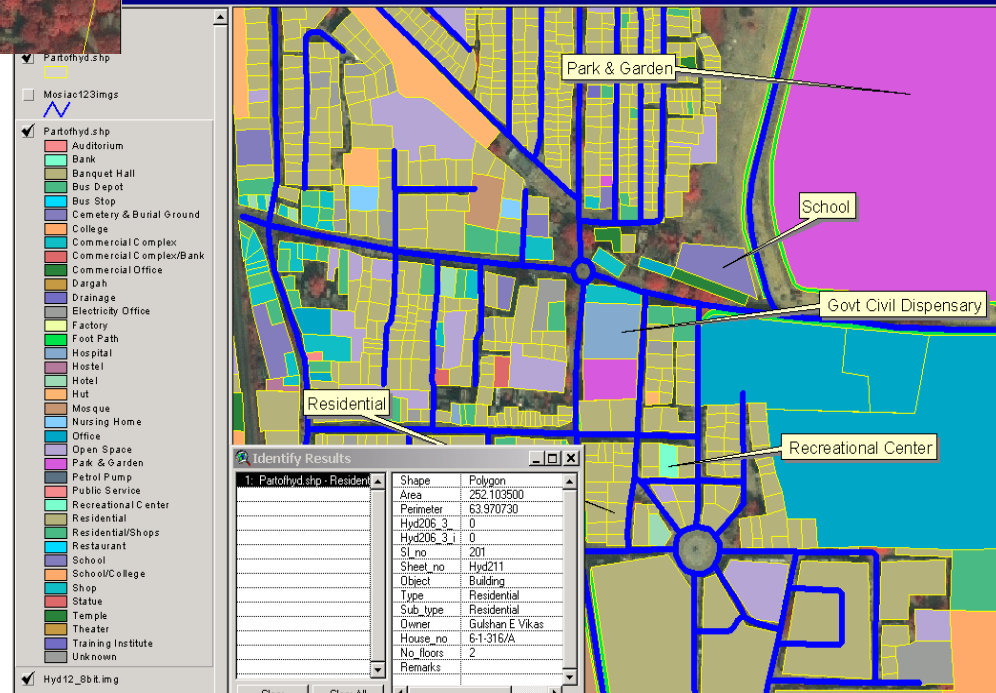 Partofhyd.shp
Mosiac123imgs
Partofhyd.shp
Auditorium
Bank
Banquet Hall
Bus Depot
Bus Stop
Cemetery & Burial Ground
College
Commercial Complex
Commercial Complex/Bank
Commercial Office
Dargah
Drainage
Electricity Office
Factory
Foot Path
Hospital
Hostel
Hotel
Hut
Mosque
Nursing Home
Office
Open Space
Park & Garden
Petrol Pump
Public Service
Recreational Center
Residential
Residential/Shops
Restaurant
School
School/College
Shop
Statue
Temple
Theater
Training Institute
Unknown
Hyd12_8bit.img
Park & Garden
School
Govt Civil Dispensary
Residential
Recreational Center
Identify Results
1: Partofhyd.shp - Resident
Shape Polygon
Area 252.103500
Perimeter 63.970730
Hyd206_3_ 0
Hyd206_3_i 0
Sl_no 201
Sheet_no Hyd211
Object Building
Type Residential
Sub_type Residential
Owner Gulshan E Vikas
House_no 6-1-316/A
No_floors 2
Remarks
Clear Clear All